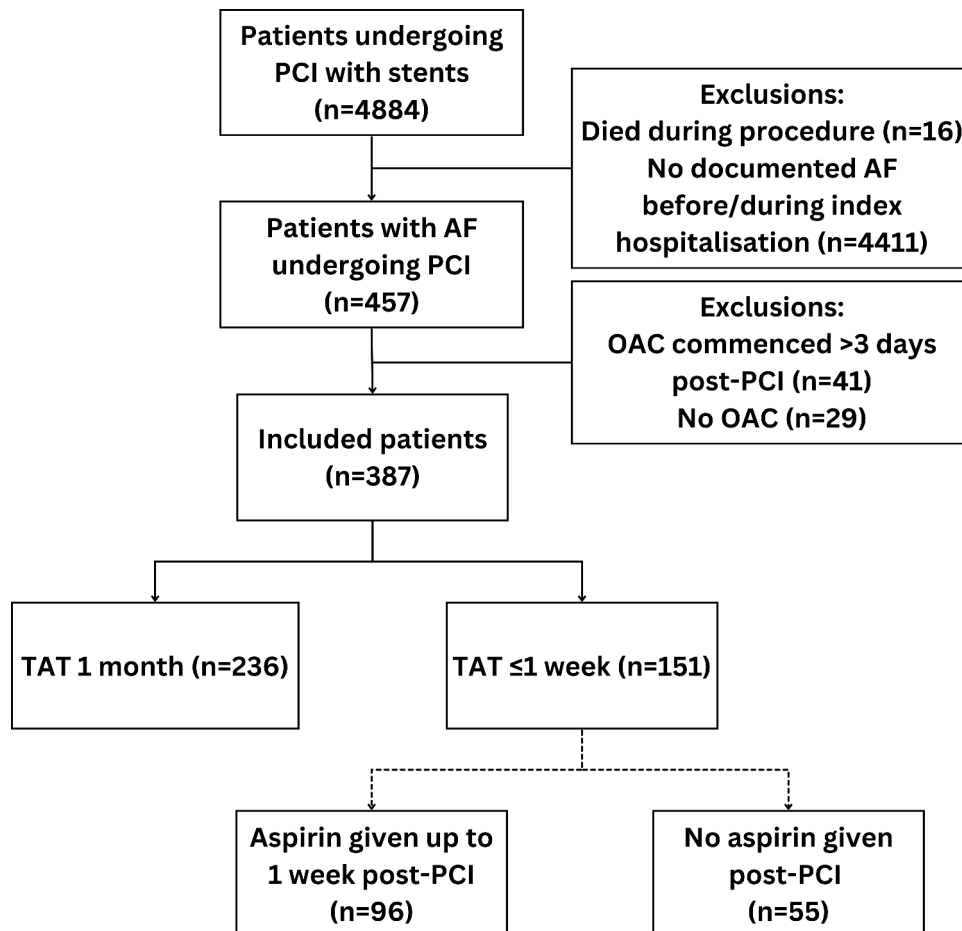 Patients undergoing
PCI with stents
(n=4884)
Exclusions:
Died during procedure (n=16)
No documented AF
before/during index
hospitalisation (n=4411)
Patients with AF
undergoing PCI
(n=457)
Exclusions:
OAC commenced >3 days
post-PCI (n=41)
No OAC (n=29)
Included patients
(n=387)
TAT 1 month (n=236)
TAT ≤1 week (n=151)
Aspirin given up to
1 week post-PCI
(n=96)
No aspirin given
post-PCI
(n=55)